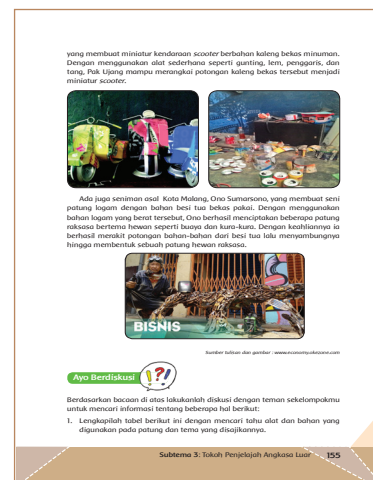 yang membuat miniatur kendaraan scooter berbahan kaleng bekas minuman.
Dengan menggunakan alat sederhana seperti gunting, lem, penggaris, dan
tang, Pak Ujang mampu merangkai potongan kaleng bekas tersebut menjadi
miniatur scooter.
Ada juga seniman asal Kota Malang, Ono Sumarsono, yang membuat seni
patung logam dengan bahan besi tua bekas pakai. Dengan menggunakan
bahan logam yang berat tersebut, Ono berhasil menciptakan beberapa patung
raksasa bertema hewan seperti buaya dan kura-kura. Dengan keahliannya ia
berhasil merakit potongan bahan-bahan dari besi tua lalu menyambungnya
hingga membentuk sebuah patung hewan raksasa.
BISNIS
Sumber tulisan dan gambar : www.economy.okezone.com
Ayo Berdiskusi
Berdasarkan bacaan di atas lakukanlah diskusi dengan teman sekelompokmu
untuk mencari informasi tentang beberapa hal berikut:
1. Lengkapilah tabel berikut ini dengan mencari tahu alat dan bahan yang
digunakan pada patung dan tema yang disajikannya.
Subtema 3: Tokoh Penjelajah Angkasa Luar 155